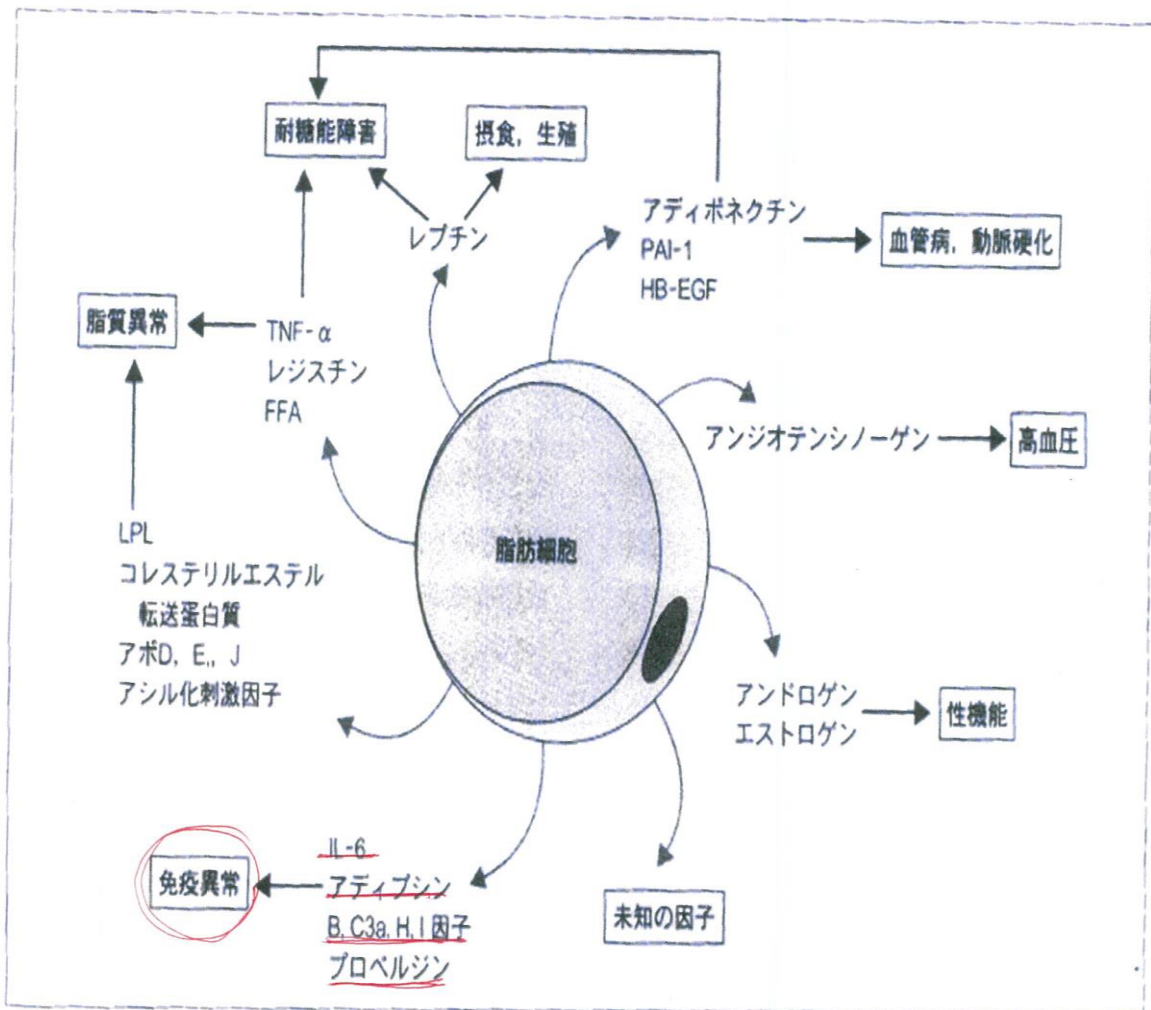 耐糖能障害
摂食，生殖
レプチン
アディポネクチン
PAI-1
HB-EGF
血管病，動脈硬化
脂質異常
TNF-α
レジスチン
FFA
アンジオテンシノーゲン
高血圧
LPL
コレステリルエステル
転送蛋白質
アポD, E,, J
アシル化刺激因子
脂肪細胞
アンドロゲン
エストロゲン
性機能
免疫異常
IL-6
アディプシン
B, C3a, H, I 因子
プロペルジン
未知の因子